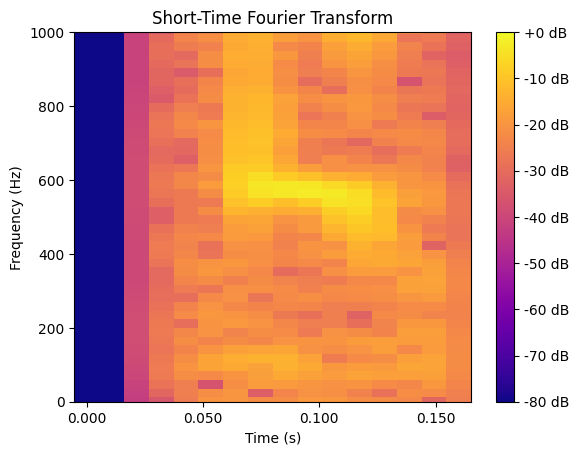 Short-Time Fourier Transform
Frequency (Hz)
1000
800
600
400
200
0
0.000
0.050
0.100
0.150
Time (s)
+0 dB
-10 dB
-20 dB
-30 dB
-40 dB
-50 dB
-60 dB
-70 dB
-80 dB